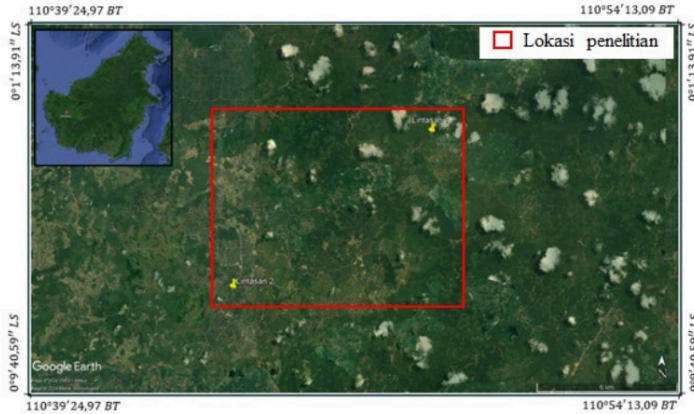 110°39′24,97 BT
110°54′13,09 BT
0°1′13,91″ LS
0°1′13,91″ LS
Lokasi penelitian
Lintasan
Lintasan 2
0°9′40,59″ LS
0°9′40,59″ LS
Google Earth
N
6 km
110°39′24,97 BT
110°54′13,09 BT